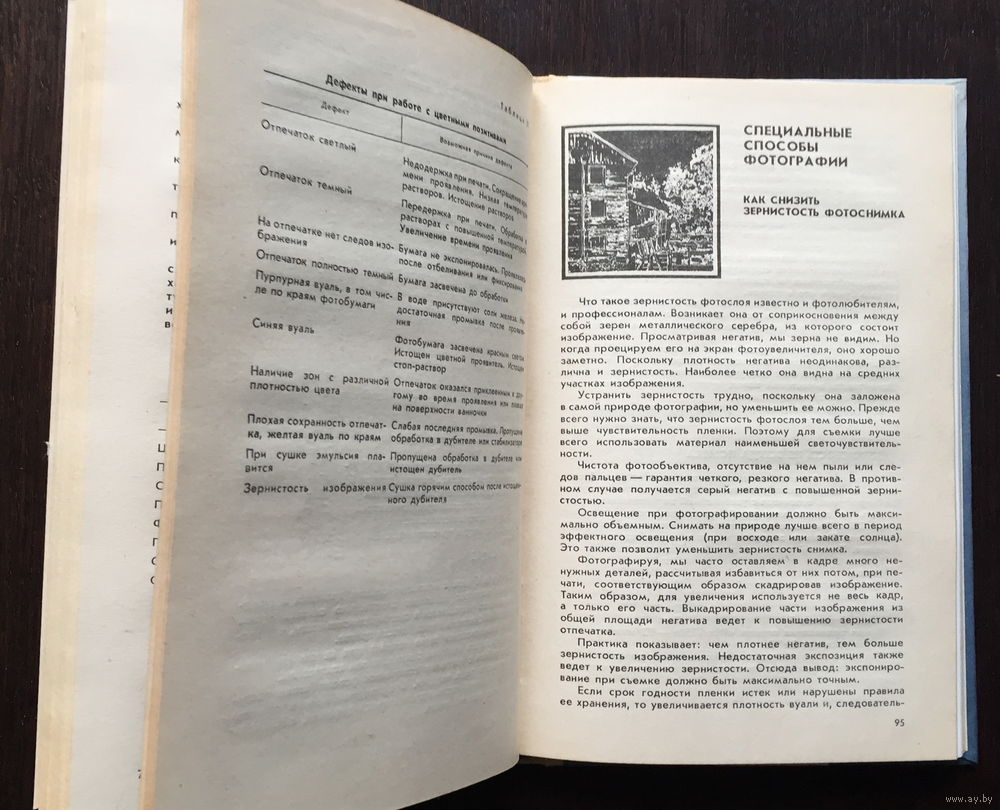 Таблица
Дефекты при работе с цветными позитивами
Дефект
Возможная причина дефекта
Отпечаток светлый
Недодержка при печати. Сокращение
мени проявления. Низкая температура
растворов. Истощение растворов
Отпечаток темный
Передержка при печати. Обработка
растворах с повышенной температурой.
Увеличение времени проявления
На отпечатке нет следов изо-
бражения
Бумага не экспонировалась.
после отбеливания или фиксирования
Отпечаток полностью темный
Бумага засвечена до обработки
Пурпурная вуаль, в том чис-
ле по краям фотобумаги
В воде присутствуют соли железа.
достаточная промывка после
ния
Синяя вуаль
Фотобумага засвечена красным светом
Истощен цветной проявитель.
стоп-раствор
Наличие зон с различной
плотностью цвета
Отпечаток оказался приклеенным к
гому во время проявления или
на поверхности ванночки
Плохая сохранность отпечат-
ка, желтая вуаль по краям
Слабая последняя промывка.
обработка в дубителе или
При сушке эмульсия пла-
вится
Пропущена обработка в дубителе или
истощен дубитель
Зернистость изображения
Сушка горячим способом после
ного дубителя
СПЕЦИАЛЬНЫЕ
СПОСОБЫ
ФОТОГРАФИИ
КАК СНИЗИТЬ
ЗЕРНИСТОСТЬ ФОТОСНИМКА
Что такое зернистость фотослоя известно и фотолюбителям,
и профессионалам. Возникает она от соприкосновения между
собой зерен металлического серебра, из которого состоит
изображение. Просматривая негатив, мы зерна не видим. Но
когда проецируем его на экран фотоувеличителя, оно хорошо
заметно. Поскольку плотность негатива неодинакова, раз-
лична и зернистость. Наиболее четко она видна на средних
участках изображения.
Устранить зернистость трудно, поскольку она заложена
в самой природе фотографии, но уменьшить ее можно. Прежде
всего нужно знать, что зернистость фотослоя тем больше, чем
выше чувствительность пленки. Поэтому для съемки лучше
всего использовать материал наименьшей светочувствитель-
ности.
Чистота фотообъектива, отсутствие на нем пыли или сле-
дов пальцев — гарантия четкого, резкого негатива. В против-
ном случае получается серый негатив с повышенной зерни-
стостью.
Освещение при фотографировании должно быть макси-
мально объемным. Снимать на природе лучше всего в период
эффектного освещения (при восходе или закате солнца).
Это также позволит уменьшить зернистость снимка.
Фотографируя, мы часто оставляем в кадре много не-
нужных деталей, рассчитывая избавиться от них потом, при пе-
чати, соответствующим образом скадрировав изображение.
Таким образом, для увеличения используется не весь кадр,
а только его часть. Выкадрирование части изображения из
общей площади негатива ведет к повышению зернистости
отпечатка.
Практика показывает: чем плотнее негатив, тем больше
зернистость изображения. Недостаточная экспозиция также
ведет к увеличению зернистости. Отсюда вывод: экспониро-
вание при съемке должно быть максимально точным.
Если срок годности пленки истек или нарушены правила
ее хранения, то увеличивается плотность вуали и, следователь-
95
www.ay.by